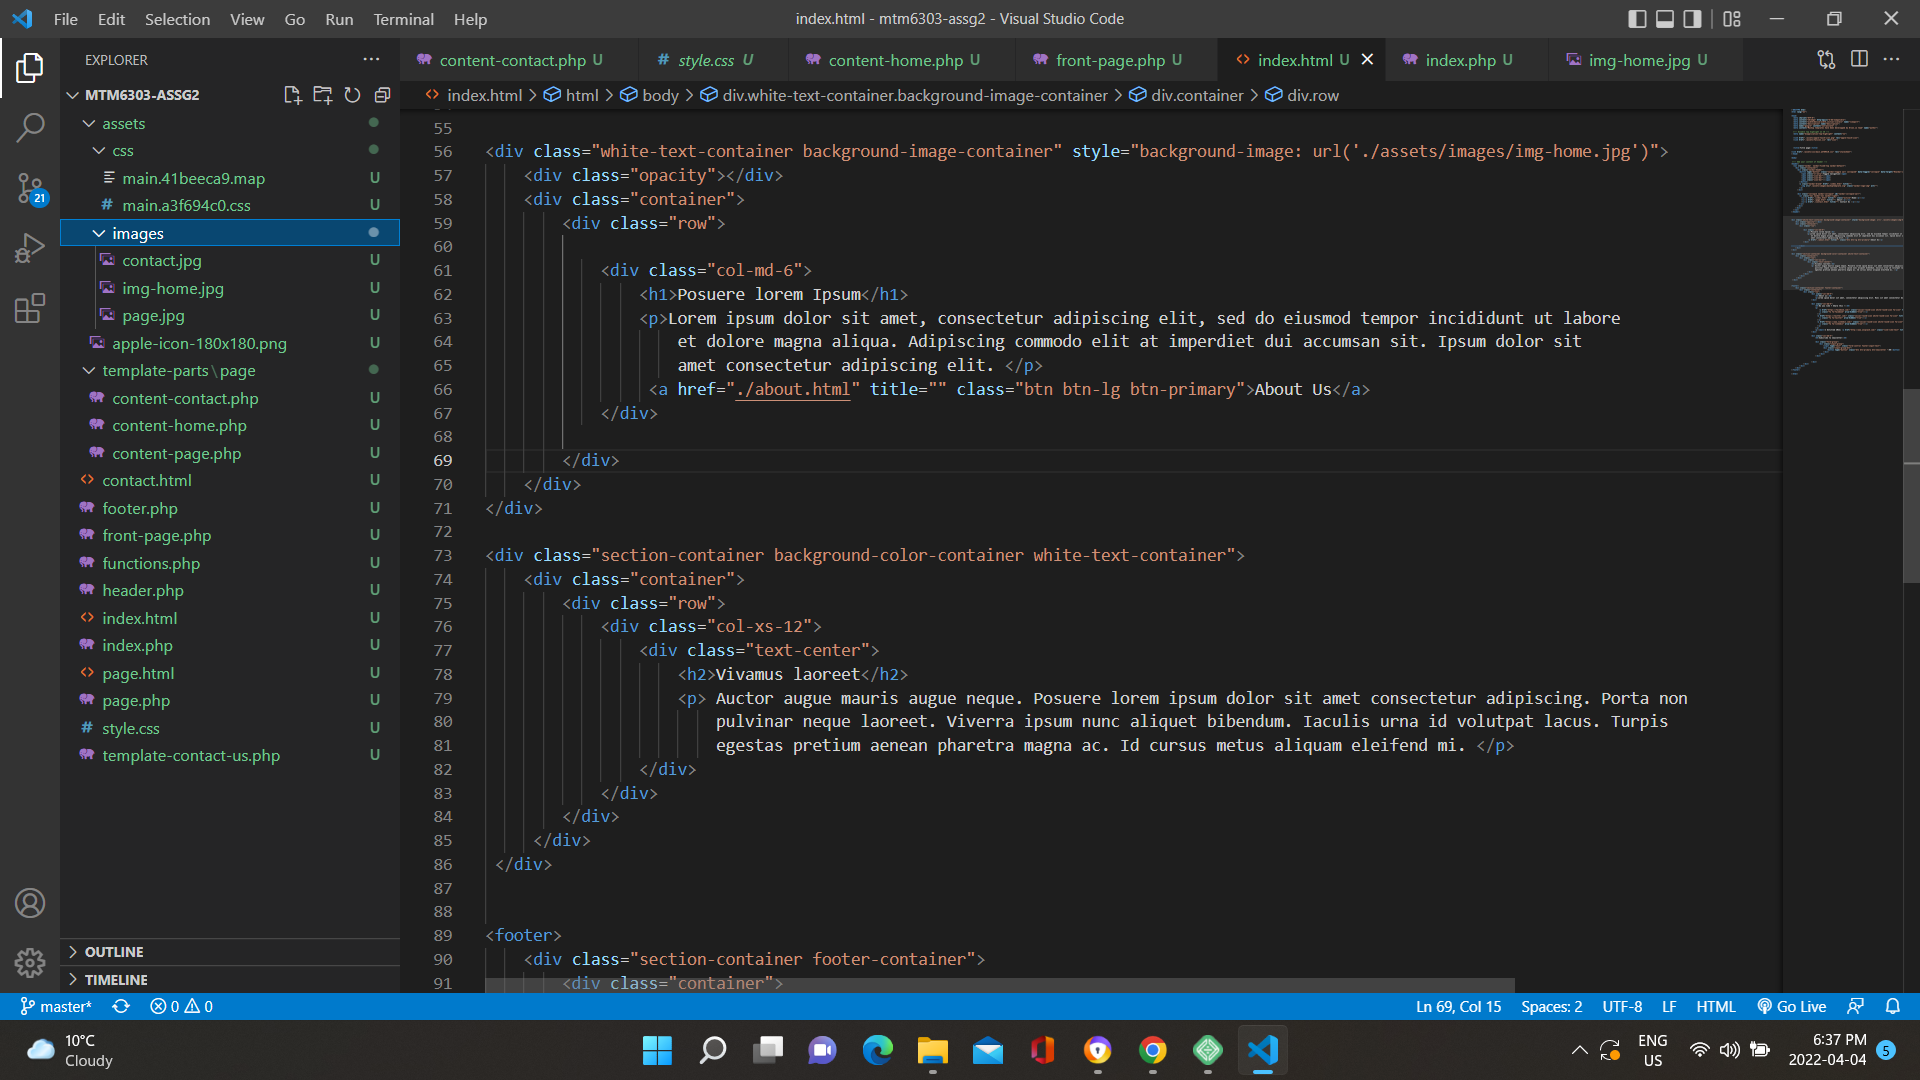 File Edit Selection View Go Run Terminal Help
index.html - mtm6303-assg2 - Visual Studio Code
EXPLORER
content-contact.php U
# style.css U
content-home.php U
front-page.php U
index.html U
index.php U
img-home.jpg U
index.html > html > body > div.white-text-container.background-image-container > div.container > div.row
MTM6303-ASSG2
assets
css
main.41beeca9.map U
# main.a3f694c0.css U
images
contact.jpg U
img-home.jpg U
page.jpg U
apple-icon-180x180.png U
template-parts\page
content-contact.php U
content-home.php U
content-page.php U
contact.html U
footer.php U
front-page.php U
functions.php U
header.php U
index.html U
index.php U
page.html U
page.php U
# style.css U
template-contact-us.php U
OUTLINE
TIMELINE
21
55
56 <div class="white-text-container background-image-container" style="background-image: url('./assets/images/img-home.jpg')">
57 <div class="opacity"></div>
58 <div class="container">
59 <div class="row">
60
61 <div class="col-md-6">
62 <h1>Posuere lorem Ipsum</h1>
63 <p>Lorem ipsum dolor sit amet, consectetur adipiscing elit, sed do eiusmod tempor incididunt ut labore
64 et dolore magna aliqua. Adipiscing commodo elit at imperdiet dui accumsan sit. Ipsum dolor sit
65 amet consectetur adipiscing elit. </p>
66 <a href="./about.html" title="" class="btn btn-lg btn-primary">About Us</a>
67 </div>
68
69 </div>
70 </div>
71 </div>
72
73 <div class="section-container background-color-container white-text-container">
74 <div class="container">
75 <div class="row">
76 <div class="col-xs-12">
77 <div class="text-center">
78 <h2>Vivamus laoreet</h2>
79 <p> Auctor augue mauris augue neque. Posuere lorem ipsum dolor sit amet consectetur adipiscing. Porta non
80 pulvinar neque laoreet. Viverra ipsum nunc aliquet bibendum. Iaculis urna id volutpat lacus. Turpis
81 egestas pretium aenean pharetra magna ac. Id cursus metus aliquam eleifend mi. </p>
82 </div>
83 </div>
84 </div>
85 </div>
86 </div>
87
88
89 <footer>
90 <div class="section-container footer-container">
91 <div class="container">
master* 0 0
Ln 69, Col 15 Spaces: 2 UTF-8 LF HTML Go Live
10°C
Cloudy
ENG
US
6:37 PM
2022-04-04
5